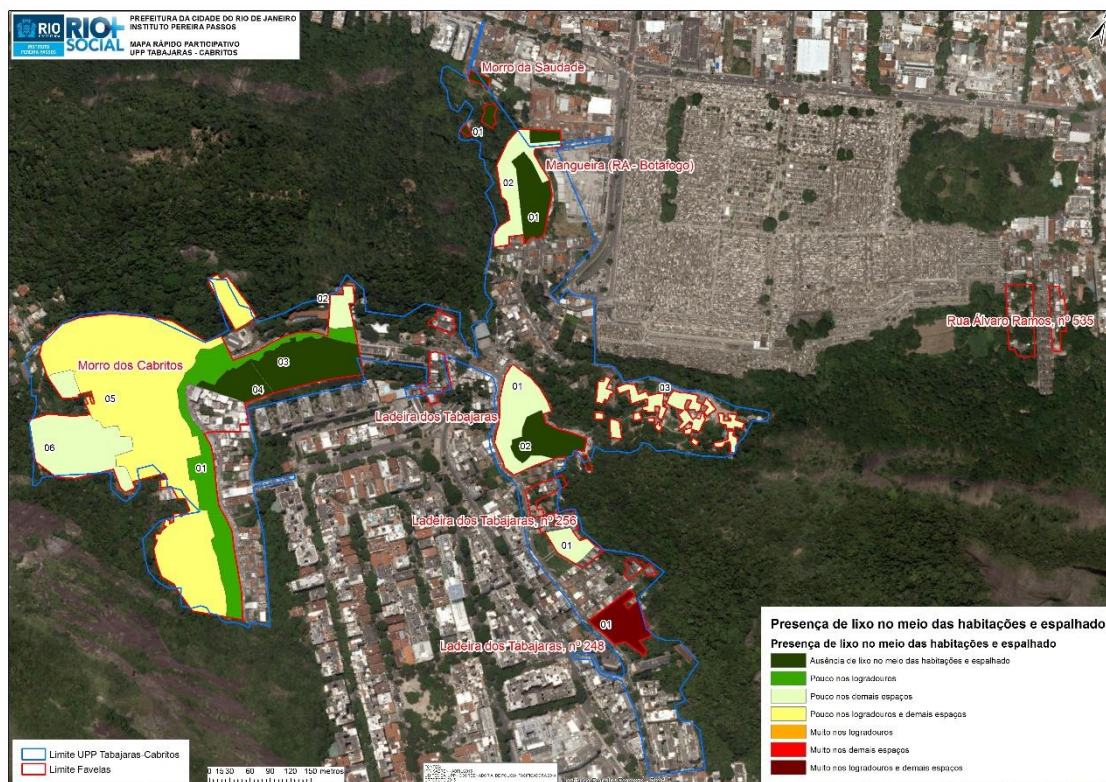 RIO
PREFEITURA
INSTITUTO
PEREIRA PASSOS
RIO+
SOCIAL
PREFEITURA DA CIDADE DO RIO DE JANEIRO
INSTITUTO PEREIRA PASSOS
MAPA RÁPIDO PARTICIPATIVO
UPP TABAJARAS - CABRITOS
Morro da Saudade
01
Mangueira (RA - Botafogo)
02
01
02
Rua Álvaro Ramos, nº 535
03
Morro dos Cabritos
01
03
04
05
Ladeira dos Tabajaras
02
06
01
Ladeira dos Tabajaras, nº 256
01
01
Ladeira dos Tabajaras, nº 248
Presença de lixo no meio das habitações e espalhado
Presença de lixo no meio das habitações e espalhado
Ausência de lixo no meio das habitações e espalhado
Pouco nos logradouros
Pouco nos demais espaços
Pouco nos logradouros e demais espaços
Muito nos logradouros
Muito nos demais espaços
Muito nos logradouros e demais espaços
Limite UPP Tabajaras-Cabritos
Limite Favelas
0 15 30 60 90 120 150 metros